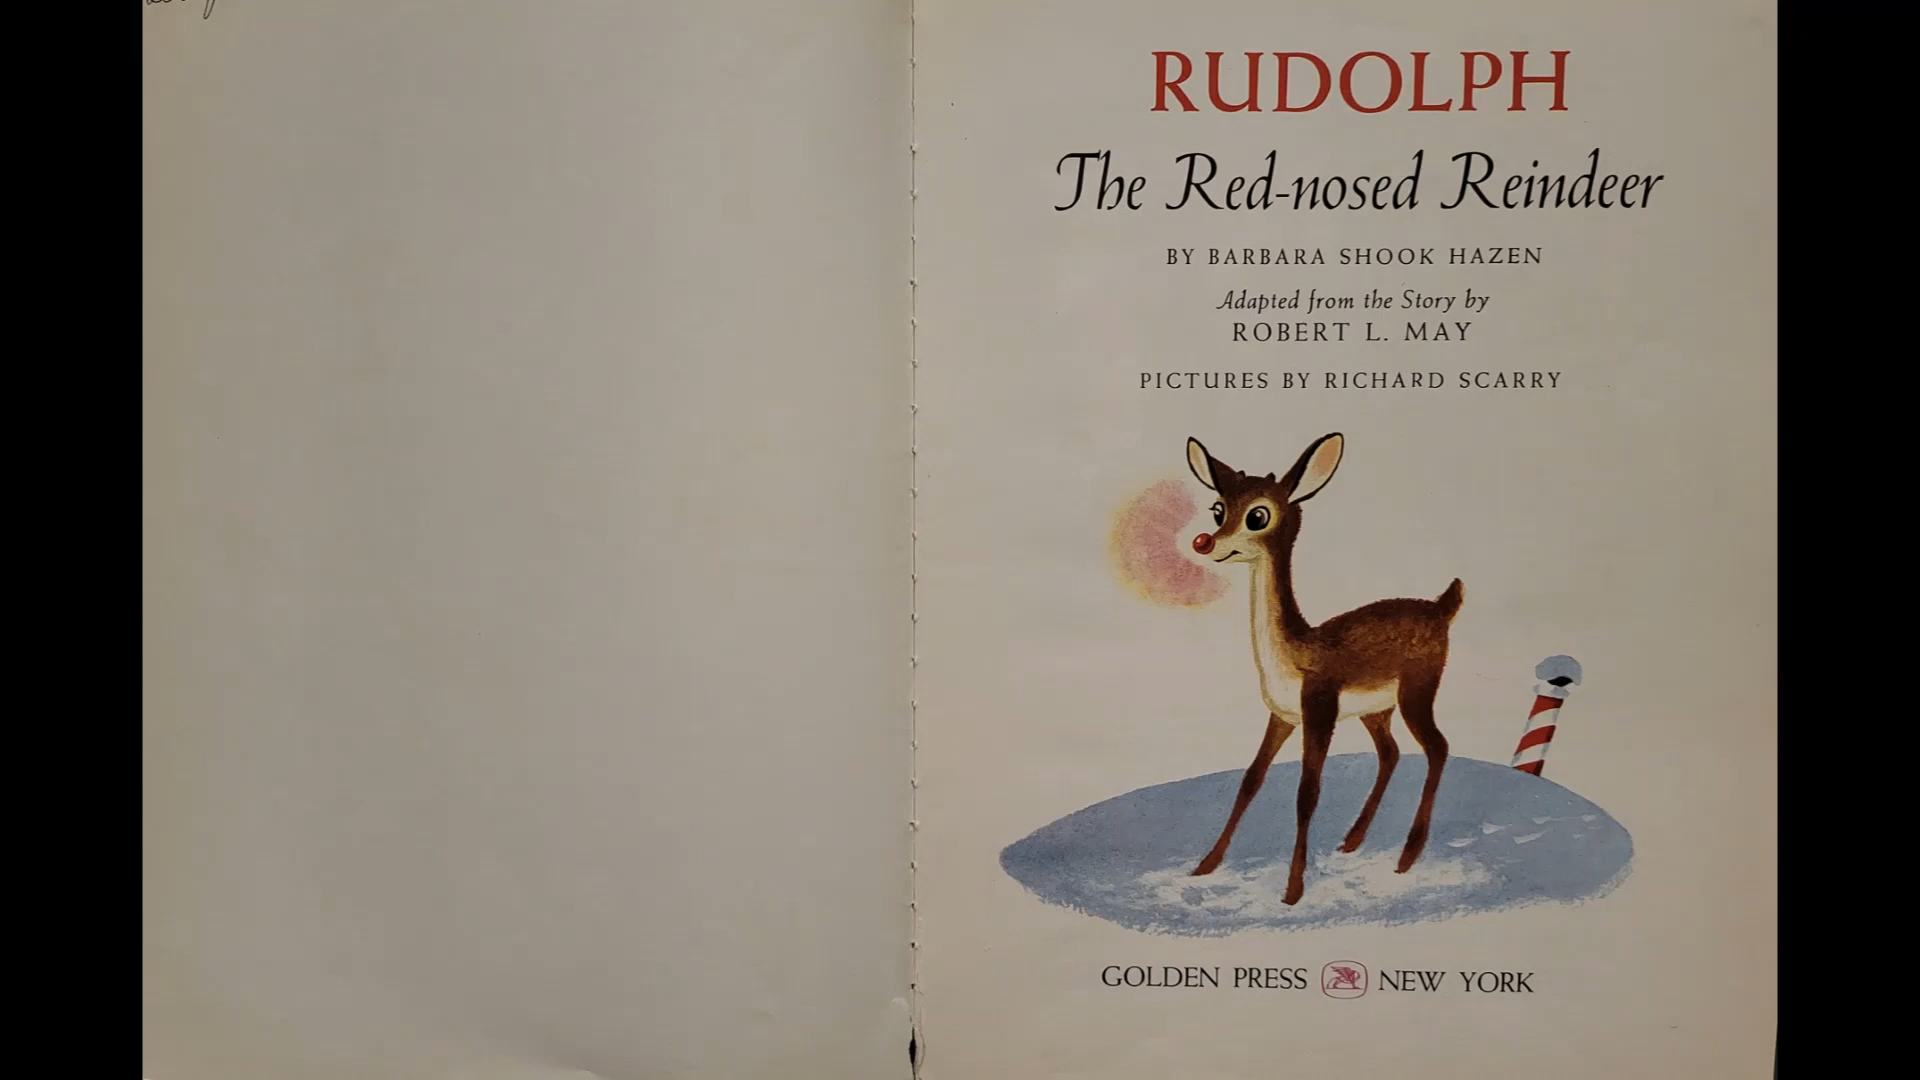 RUDOLPH
The Red-nosed Reindeer
BY BARBARA SHOOK HAZEN
Adapted from the Story by
ROBERT L. MAY
PICTURES BY RICHARD SCARRY
GOLDEN PRESS NEW YORK